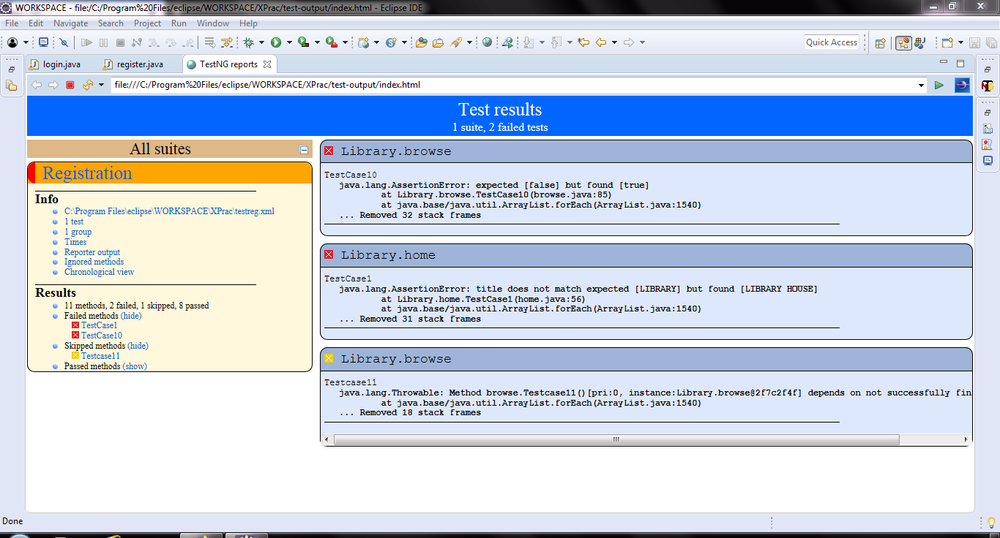 WORKSPACE - file:/C:/Program%20Files/eclipse/WORKSPACE/XPrac/test-output/index.html - Eclipse IDE
File Edit Navigate Search Project Run Window Help
Quick Access
login.java register.java TestNG reports
file:///C:/Program%20Files/eclipse/WORKSPACE/XPrac/test-output/index.html
Test results
1 suite, 2 failed tests
All suites
Registration
Info
C:\Program Files\eclipse\WORKSPACE\XPrac\testreg.xml
1 test
1 group
Times
Reporter output
Ignored methods
Chronological view
Results
11 methods, 2 failed, 1 skipped, 8 passed
Failed methods (hide)
TestCase1
TestCase10
Skipped methods (hide)
Testcase11
Passed methods (show)
Library.browse
TestCase10
java.lang.AssertionError: expected [false] but found [true]
at Library.browse.TestCase10(browse.java:85)
at java.base/java.util.ArrayList.forEach(ArrayList.java:1540)
... Removed 32 stack frames
Library.home
TestCase1
java.lang.AssertionError: title does not match expected [LIBRARY] but found [LIBRARY HOUSE]
at Library.home.TestCase1(home.java:56)
at java.base/java.util.ArrayList.forEach(ArrayList.java:1540)
... Removed 31 stack frames
Library.browse
Testcase11
java.lang.Throwable: Method browse.Testcase11()[pri:0, instance:Library.browse@2f7c2f4f] depends on not successfully fin
at java.base/java.util.ArrayList.forEach(ArrayList.java:1540)
... Removed 18 stack frames
Done